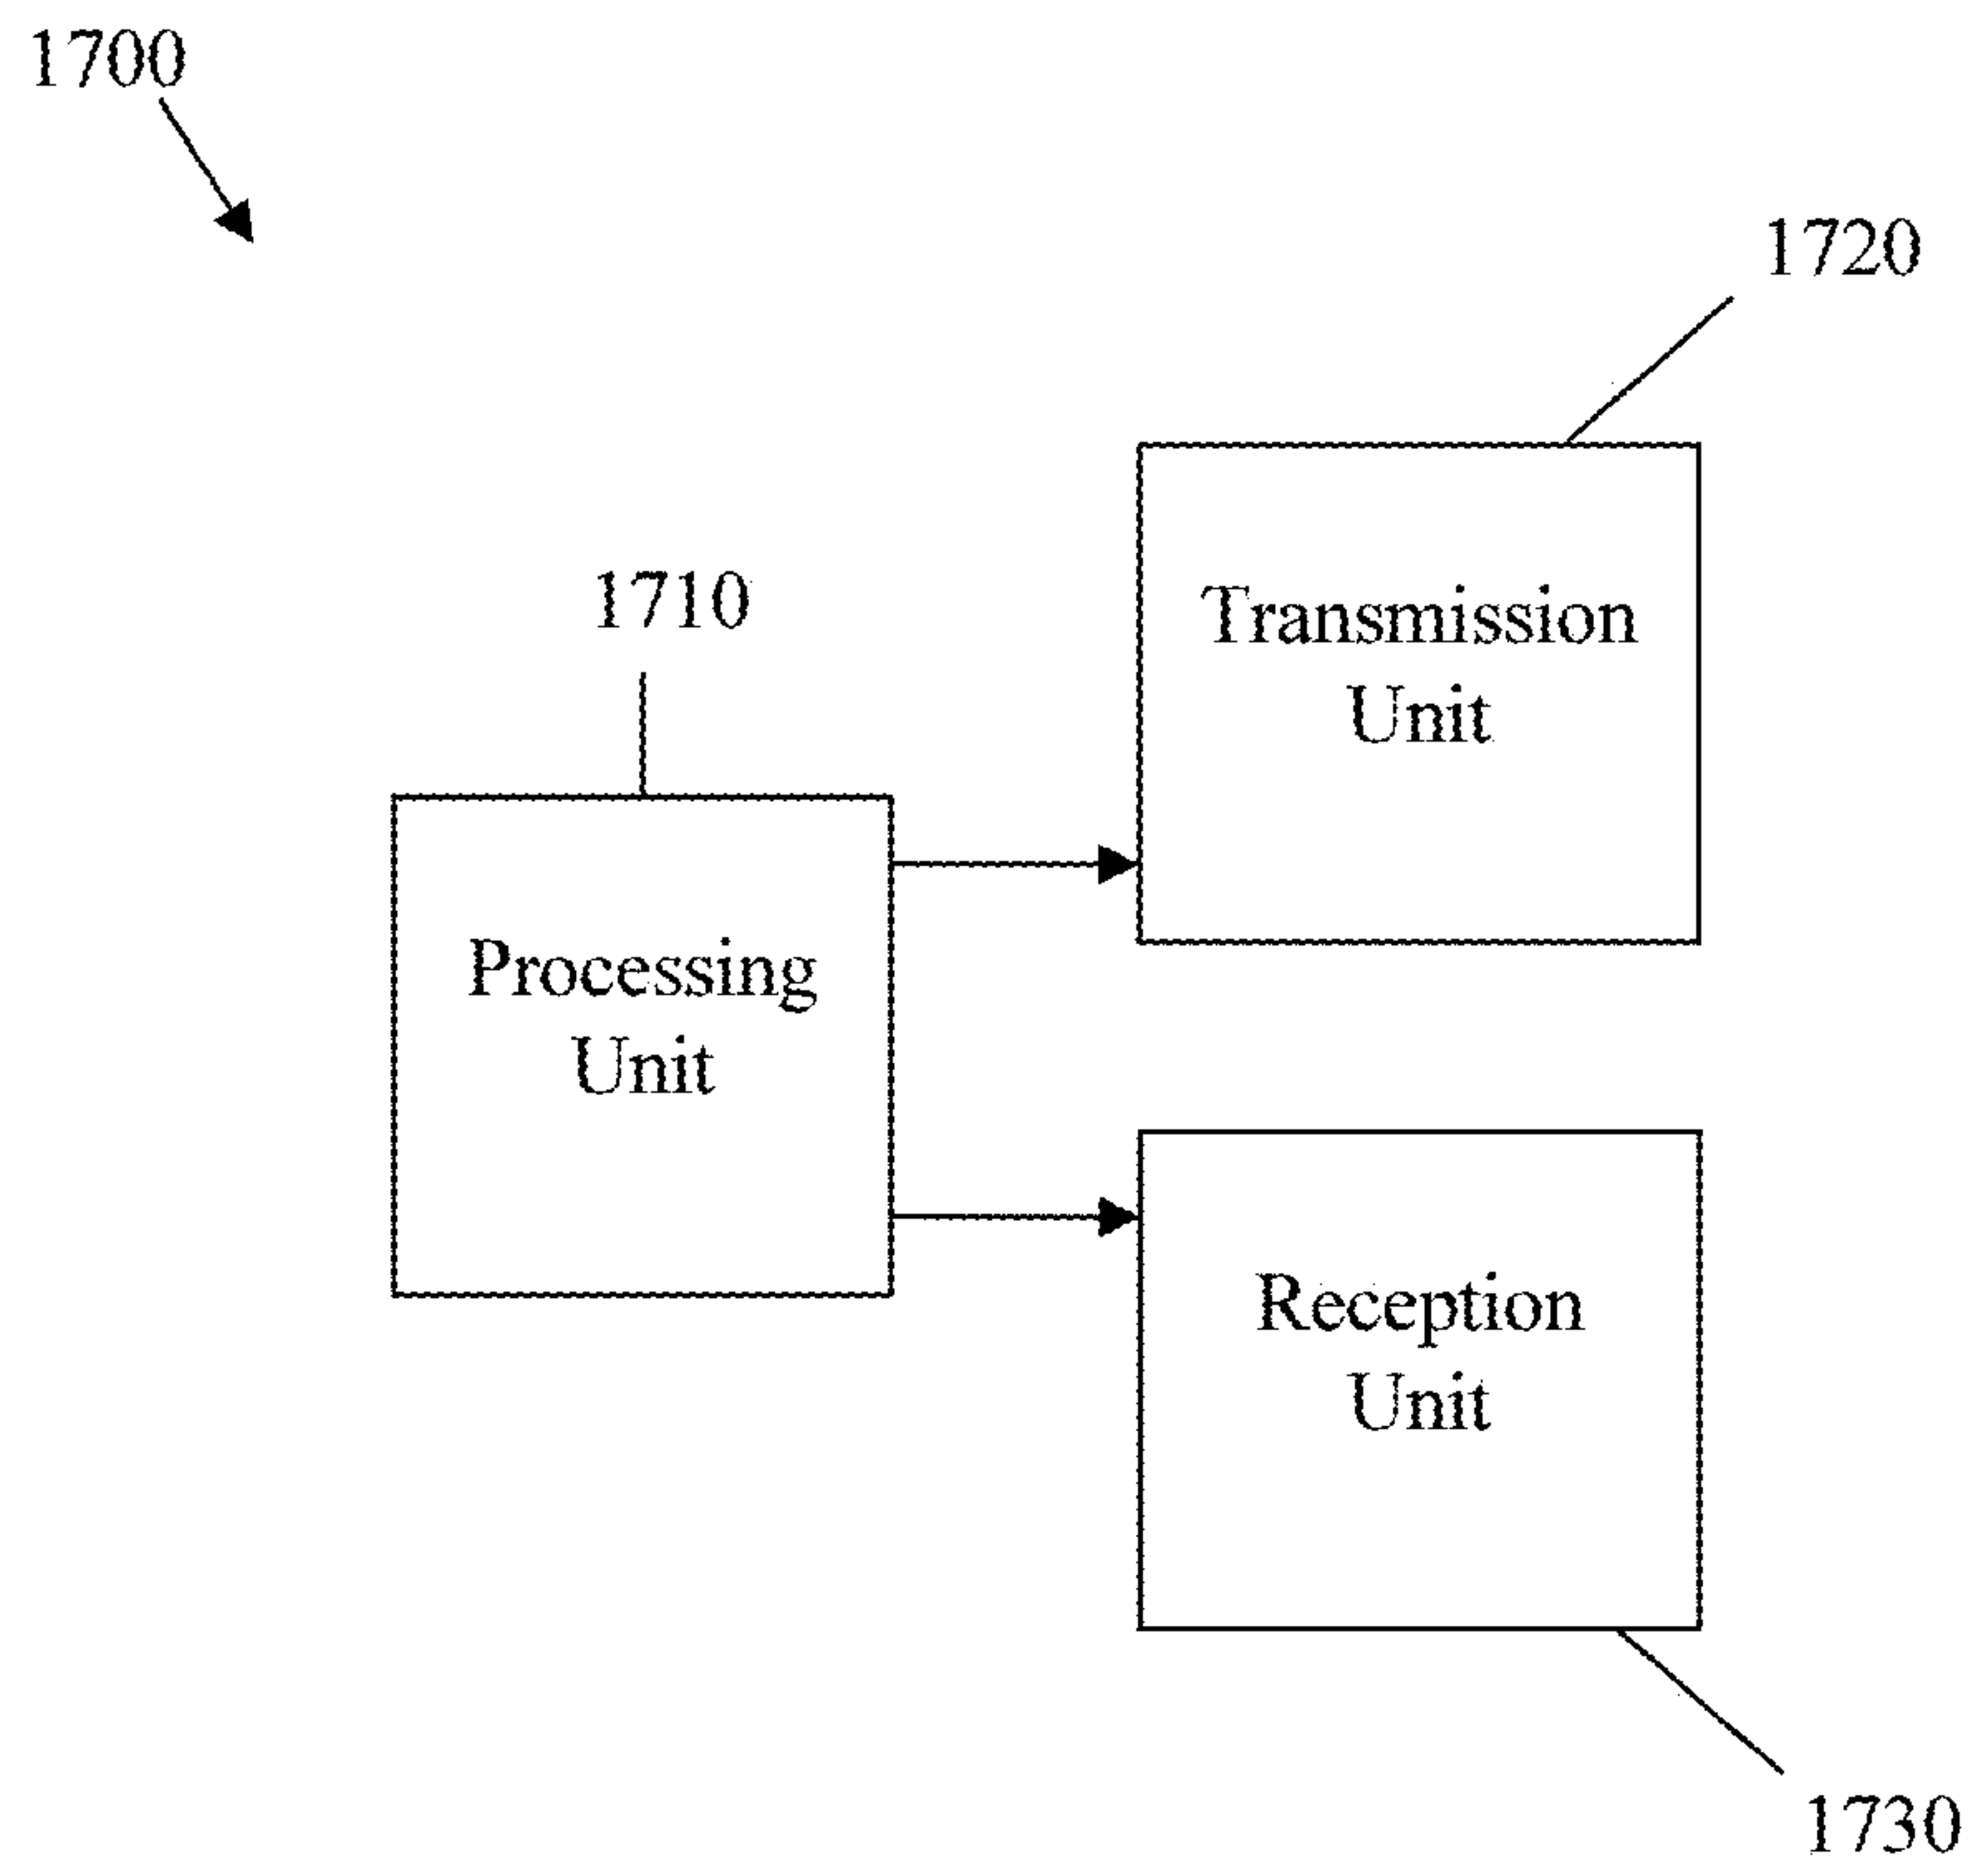 1700
1720
1710
Transmission
Unit
Processing
Unit
Reception
Unit
1730